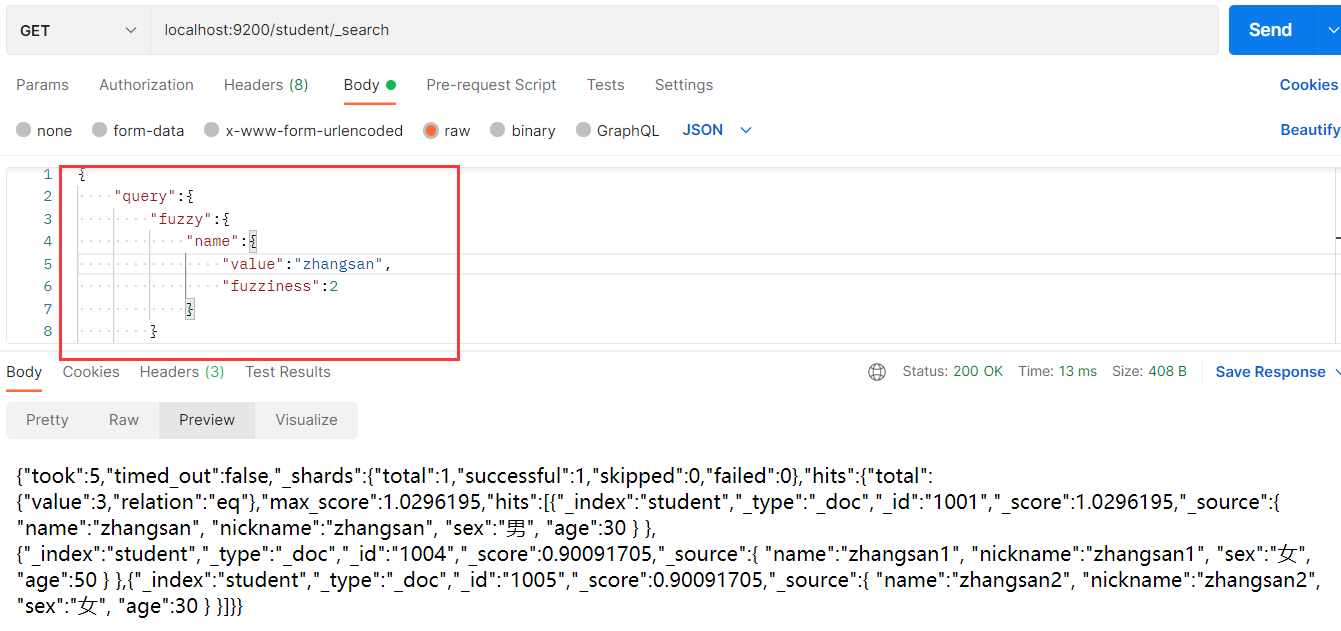 GET localhost:9200/student/_search Send
Params Authorization Headers (8) Body Pre-request Script Tests Settings Cookies
none form-data x-www-form-urlencoded raw binary GraphQL JSON Beautify
1 {
2 "query":{
3 "fuzzy":{
4 "name":{
5 "value":"zhangsan",
6 "fuzziness":2
7 }
8 }
Body Cookies Headers (3) Test Results Status: 200 OK Time: 13 ms Size: 408 B Save Response
Pretty Raw Preview Visualize
{"took":5,"timed_out":false,"_shards":{"total":1,"successful":1,"skipped":0,"failed":0},"hits":{"total":
{"value":3,"relation":"eq"},"max_score":1.0296195,"hits":[{"_index":"student","_type":"_doc","_id":"1001","_score":1.0296195,"_source":{
"name":"zhangsan", "nickname":"zhangsan", "sex":"男", "age":30 } },
{"_index":"student","_type":"_doc","_id":"1004","_score":0.90091705,"_source":{ "name":"zhangsan1", "nickname":"zhangsan1", "sex":"女",
"age":50 } },{"_index":"student","_type":"_doc","_id":"1005","_score":0.90091705,"_source":{ "name":"zhangsan2", "nickname":"zhangsan2",
"sex":"女", "age":30 } }]}}